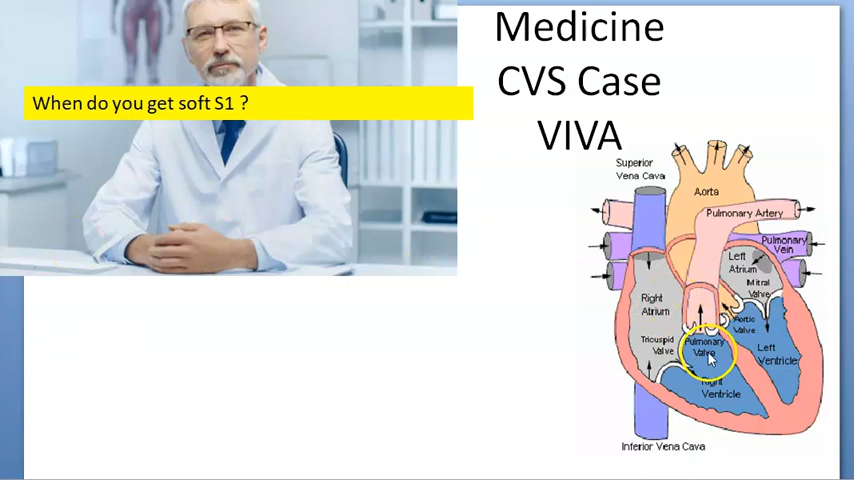 Medicine
CVS Case
VIVA
When do you get soft S1 ?
Superior
Vena Cava
Aorta
Pulmonary Artery
Pulmonary
Vein
Left
Atrium
Mitral
Valve
Right
Atrium
Aortic
Valve
Tricuspid
Valve
Pulmonary
Valve
Left
Ventricle
Right
Ventricle
Inferior Vena Cava